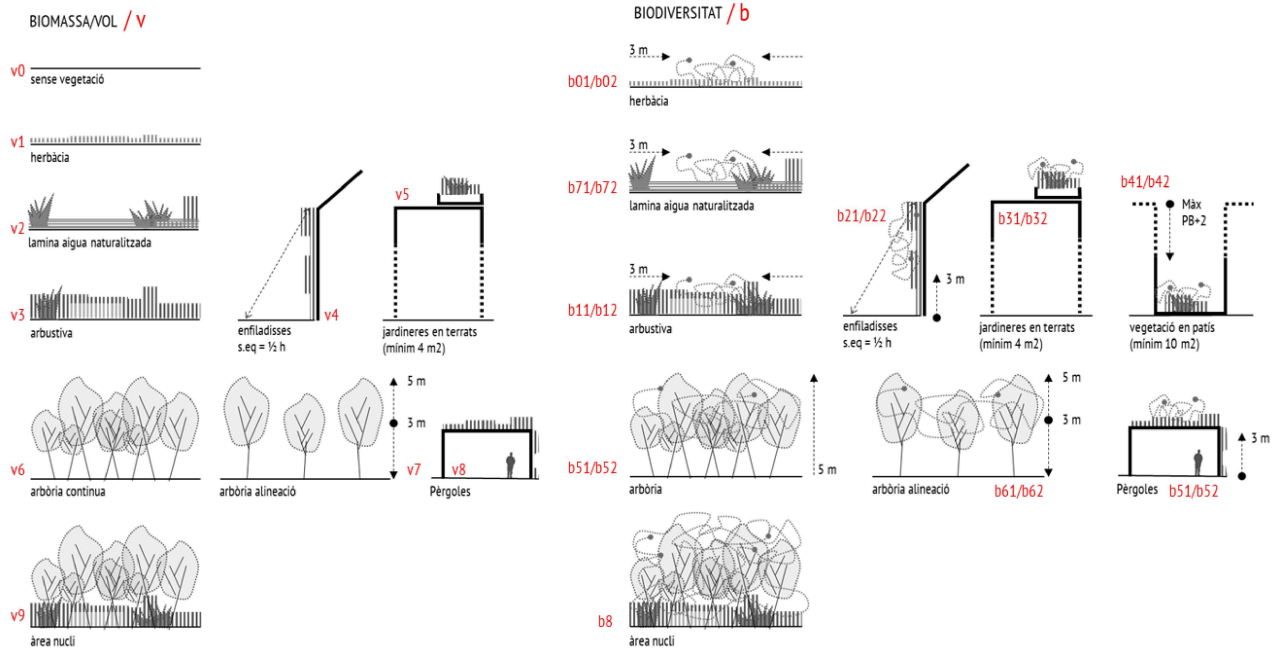 BIOMASSA/VOL / v
v0
sense vegetació
v1
herbàcia
v2
lamina aigua naturalitzada
v3
arbustiva
v4
enfiladisses
s.eq = ½ h
v5
jardineres en terrats
(mínim 4 m2)
v6
arbòria continua
arbòria alineació
5 m
3 m
v7
v8
Pèrgoles
v9
àrea nucli
BIODIVERSITAT / b
3 m
b01/b02
herbàcia
3 m
b71/b72
lamina aigua naturalitzada
3 m
b11/b12
arbustiva
b21/b22
3 m
enfiladisses
s.eq = ½ h
b31/b32
jardineres en terrats
(mínim 4 m2)
b41/b42
Màx
PB+2
vegetació en patís
(mínim 10 m2)
b51/b52
5 m
arbòria
5 m
3 m
arbòria alineació
b61/b62
3 m
Pèrgoles b51/b52
b8
àrea nucli